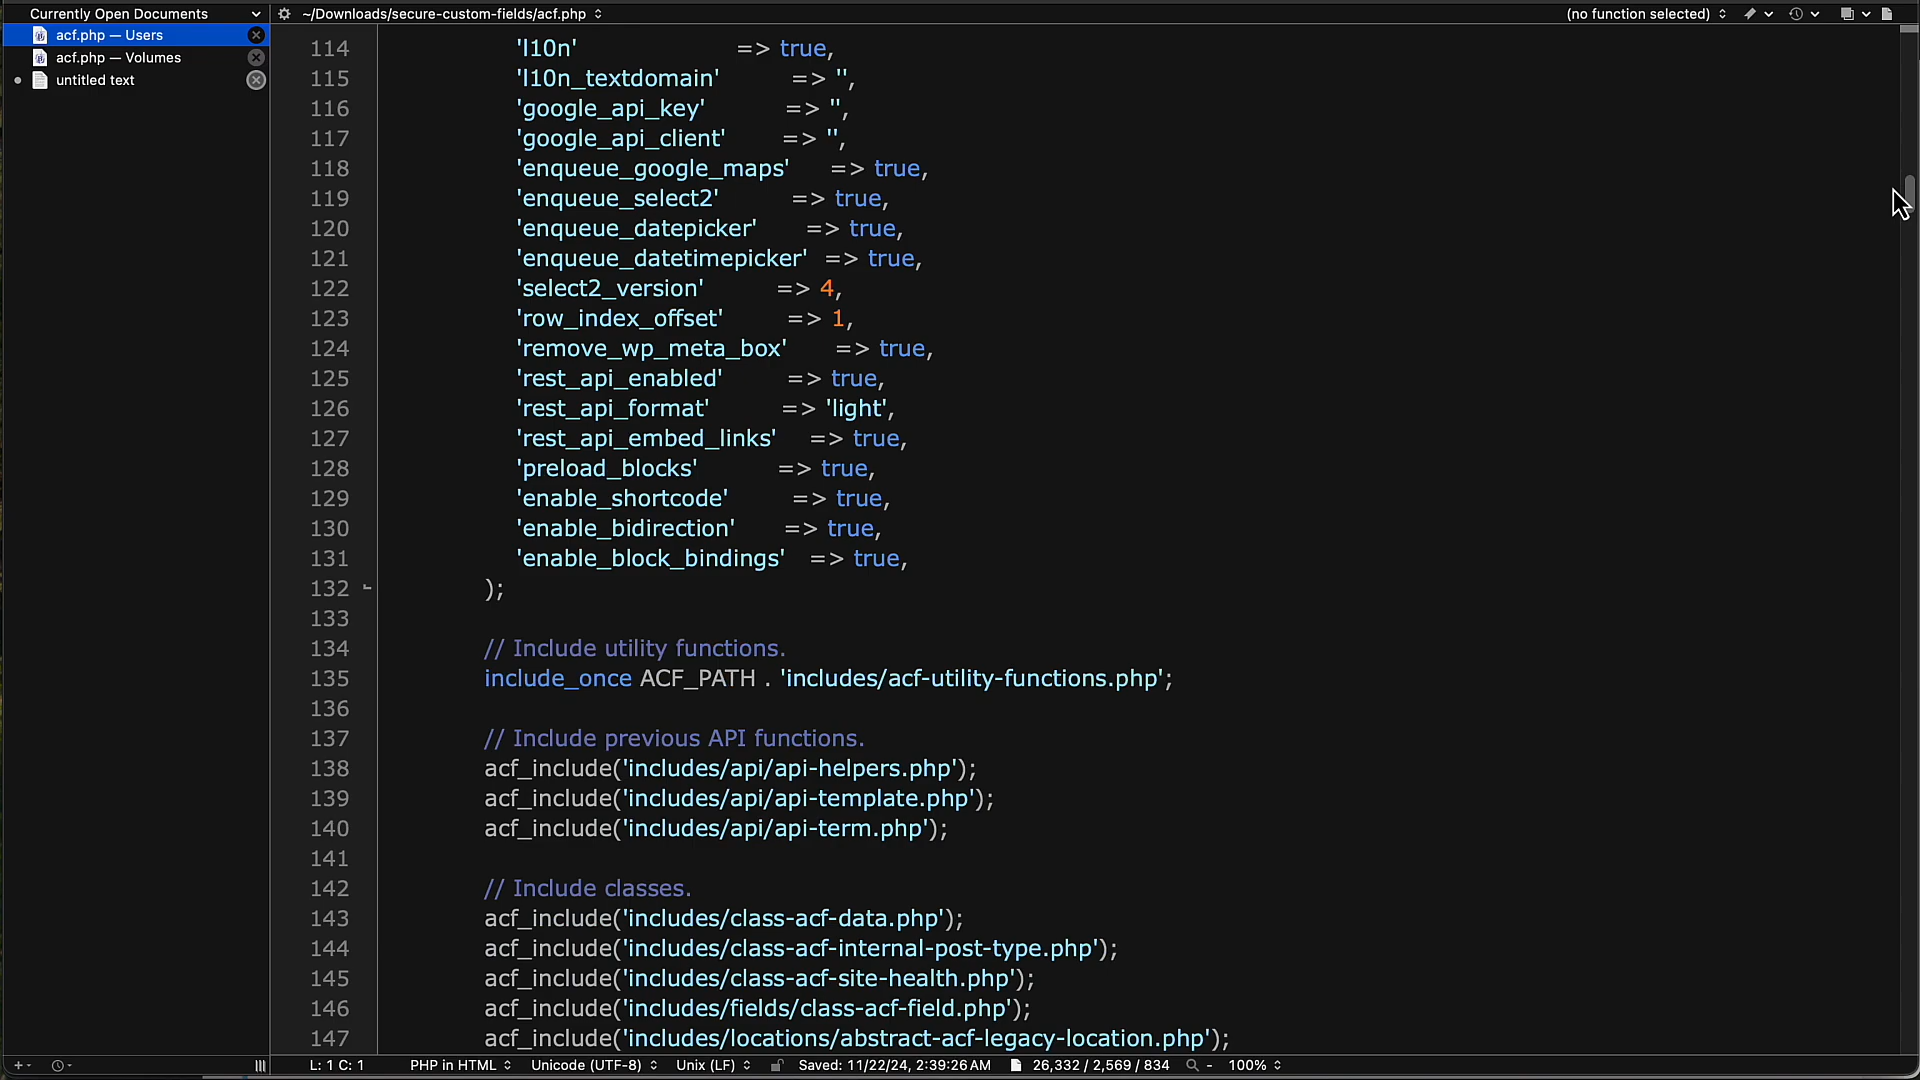 Currently Open Documents
~/Downloads/secure-custom-fields/acf.php
(no function selected)
acf.php — Users
acf.php — Volumes
untitled text
114 'l10n' => true,
115 'l10n_textdomain' => '',
116 'google_api_key' => '',
117 'google_api_client' => '',
118 'enqueue_google_maps' => true,
119 'enqueue_select2' => true,
120 'enqueue_datepicker' => true,
121 'enqueue_datetimepicker' => true,
122 'select2_version' => 4,
123 'row_index_offset' => 1,
124 'remove_wp_meta_box' => true,
125 'rest_api_enabled' => true,
126 'rest_api_format' => 'light',
127 'rest_api_embed_links' => true,
128 'preload_blocks' => true,
129 'enable_shortcode' => true,
130 'enable_bidirection' => true,
131 'enable_block_bindings' => true,
132 );
133
134 // Include utility functions.
135 include_once ACF_PATH . 'includes/acf-utility-functions.php';
136
137 // Include previous API functions.
138 acf_include('includes/api/api-helpers.php');
139 acf_include('includes/api/api-template.php');
140 acf_include('includes/api/api-term.php');
141
142 // Include classes.
143 acf_include('includes/class-acf-data.php');
144 acf_include('includes/class-acf-internal-post-type.php');
145 acf_include('includes/class-acf-site-health.php');
146 acf_include('includes/fields/class-acf-field.php');
147 acf_include('includes/locations/abstract-acf-legacy-location.php');
L: 1 C: 1 PHP in HTML Unicode (UTF-8) Unix (LF) Saved: 11/22/24, 2:39:26 AM 26,332 / 2,569 / 834 - 100%